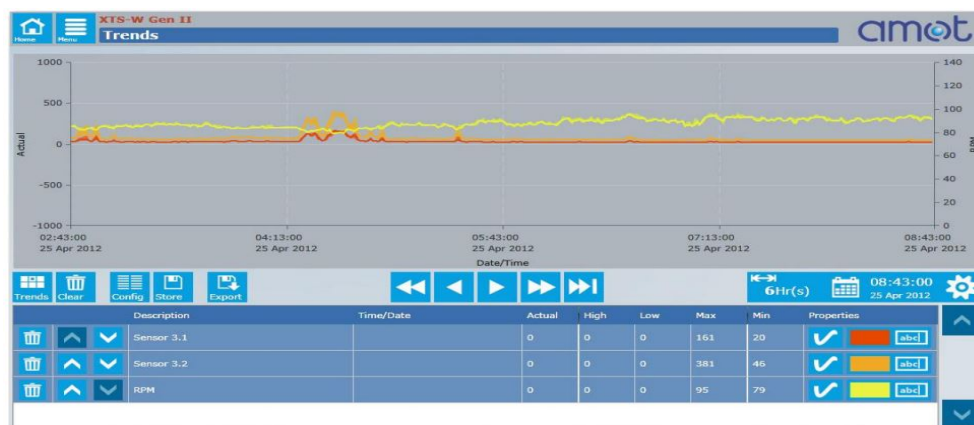 XTS-W Gen II
Home Menu Trends
amot
1000 140
120
500 100
80
0 60
40
-500 20
-1000 0
Actual
RPM
02:43:00 04:13:00 05:43:00 07:13:00 08:43:00
25 Apr 2012 25 Apr 2012 25 Apr 2012 25 Apr 2012 25 Apr 2012
Date/Time
6Hr(s) 08:43:00
Trends Clear Config Store Export 25 Apr 2012
Description Time/Date Actual High Low Max Min Properties
Sensor 3.1 0 0 0 161 20 abc
Sensor 3.2 0 0 0 381 46 abc
RPM 0 0 0 95 79 abc